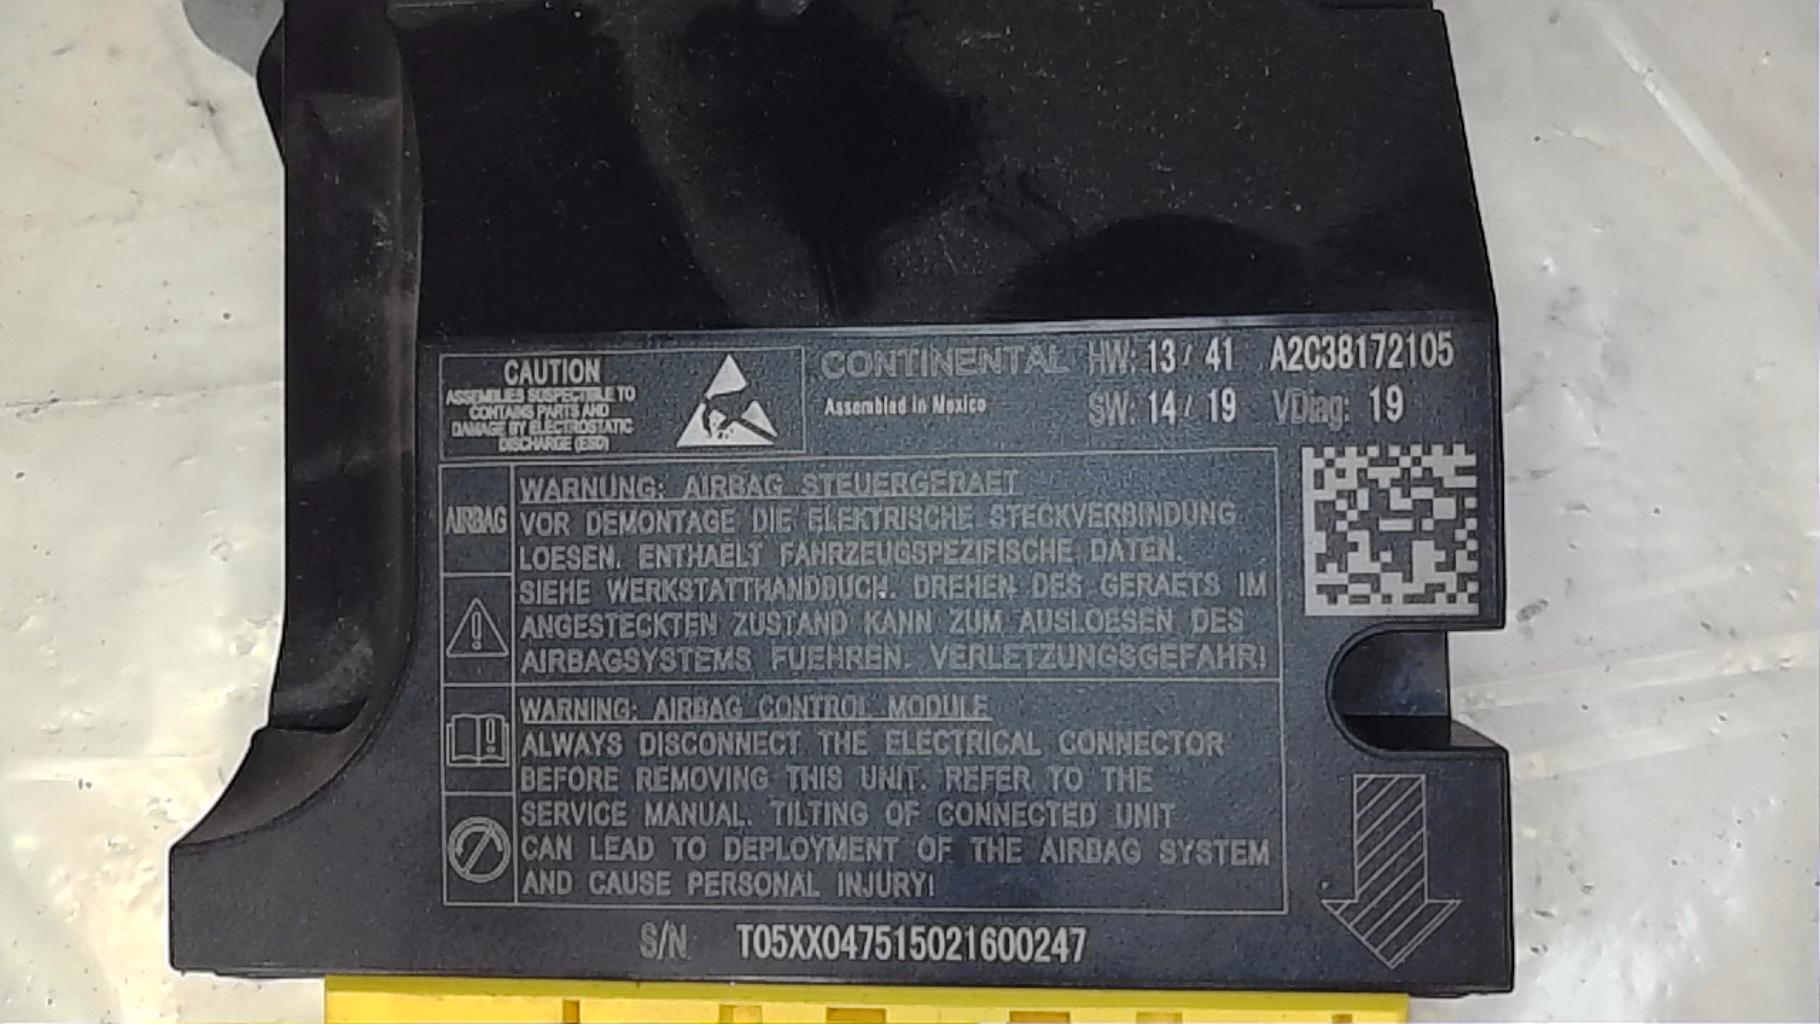 CAUTION
ASSEMBLIES SUSPECTIBLE TO
CONTAINS PARTS AND
DAMAGE BY ELECTROSTATIC
DISCHARGE (ESD)
CONTINENTAL HW: 13 / 41 A2C38172105
Assembled in Mexico SW: 14 / 19 VDiag: 19
AIRBAG
WARNUNG: AIRBAG STEUERGERAET
VOR DEMONTAGE DIE ELEKTRISCHE STECKVERBINDUNG
LOESEN. ENTHAELT FAHRZEUGSPEZIFISCHE DATEN.
SIEHE WERKSTATTHANDBUCH. DREHEN DES GERAETS IM
ANGESTECKTEN ZUSTAND KANN ZUM AUSLOESEN DES
AIRBAGSYSTEMS FUEHREN. VERLETZUNGSGEFAHR!
WARNING: AIRBAG CONTROL MODULE
ALWAYS DISCONNECT THE ELECTRICAL CONNECTOR
BEFORE REMOVING THIS UNIT. REFER TO THE
SERVICE MANUAL. TILTING OF CONNECTED UNIT
CAN LEAD TO DEPLOYMENT OF THE AIRBAG SYSTEM
AND CAUSE PERSONAL INJURY!
S/N T05XX047515021600247